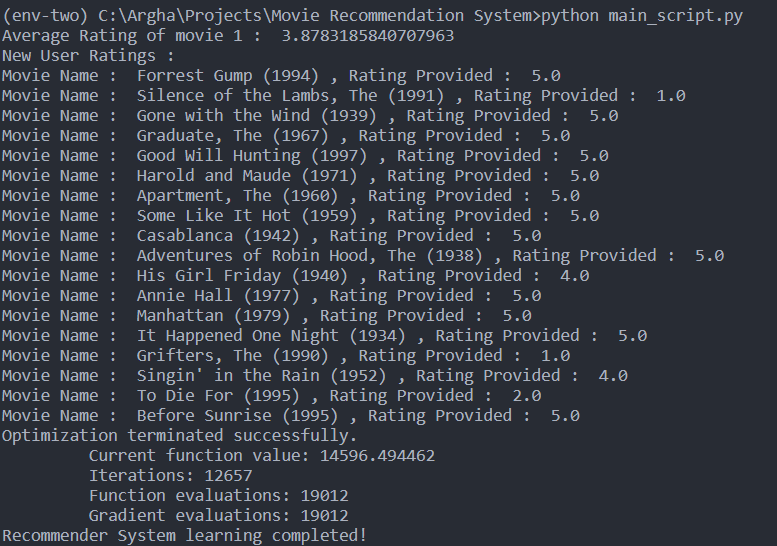 (env-two) C:\Argha\Projects\Movie Recommendation System>python main_script.py
Average Rating of movie 1 :  3.8783185840707963
New User Ratings :
Movie Name :  Forrest Gump (1994) , Rating Provided :  5.0
Movie Name :  Silence of the Lambs, The (1991) , Rating Provided :  1.0
Movie Name :  Gone with the Wind (1939) , Rating Provided :  5.0
Movie Name :  Graduate, The (1967) , Rating Provided :  5.0
Movie Name :  Good Will Hunting (1997) , Rating Provided :  5.0
Movie Name :  Harold and Maude (1971) , Rating Provided :  5.0
Movie Name :  Apartment, The (1960) , Rating Provided :  5.0
Movie Name :  Some Like It Hot (1959) , Rating Provided :  5.0
Movie Name :  Casablanca (1942) , Rating Provided :  5.0
Movie Name :  Adventures of Robin Hood, The (1938) , Rating Provided :  5.0
Movie Name :  His Girl Friday (1940) , Rating Provided :  4.0
Movie Name :  Annie Hall (1977) , Rating Provided :  5.0
Movie Name :  Manhattan (1979) , Rating Provided :  5.0
Movie Name :  It Happened One Night (1934) , Rating Provided :  5.0
Movie Name :  Grifters, The (1990) , Rating Provided :  1.0
Movie Name :  Singin' in the Rain (1952) , Rating Provided :  4.0
Movie Name :  To Die For (1995) , Rating Provided :  2.0
Movie Name :  Before Sunrise (1995) , Rating Provided :  5.0
Optimization terminated successfully.
         Current function value: 14596.494462
         Iterations: 12657
         Function evaluations: 19012
         Gradient evaluations: 19012
Recommender System learning completed!